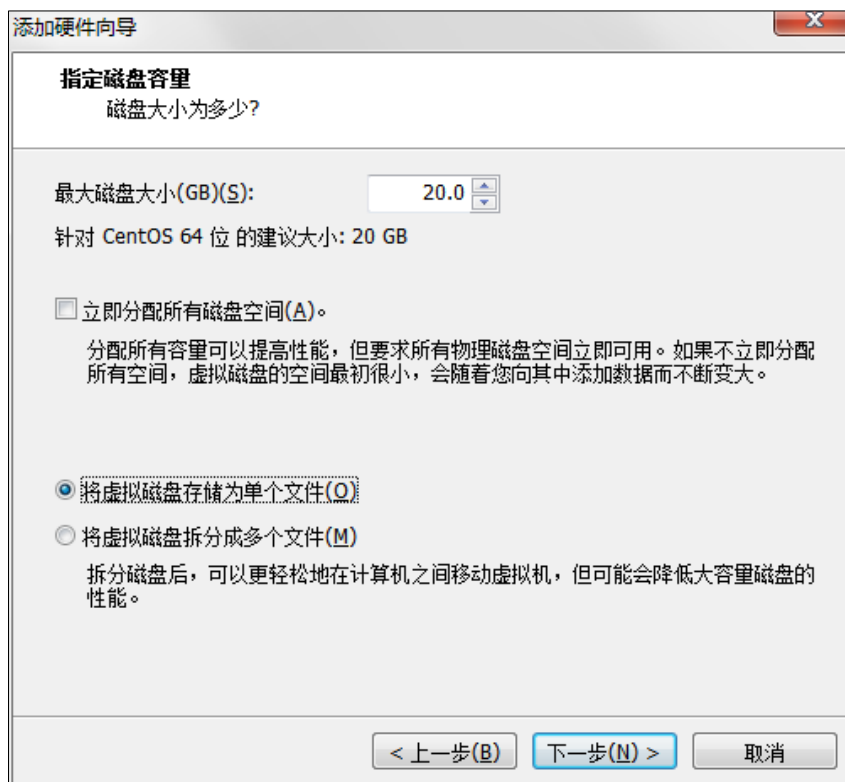 添加硬件向导
指定磁盘容量
磁盘大小为多少?
最大磁盘大小(GB)(S):
20.0
针对 CentOS 64 位 的建议大小: 20 GB
立即分配所有磁盘空间(A)。
分配所有容量可以提高性能，但要求所有物理磁盘空间立即可用。如果不立即分配
所有空间，虚拟磁盘的空间最初很小，会随着您向其中添加数据而不断变大。
将虚拟磁盘存储为单个文件(O)
将虚拟磁盘拆分成多个文件(M)
拆分磁盘后，可以更轻松地在计算机之间移动虚拟机，但可能会降低大容量磁盘的
性能。
< 上一步(B)
下一步(N) >
取消